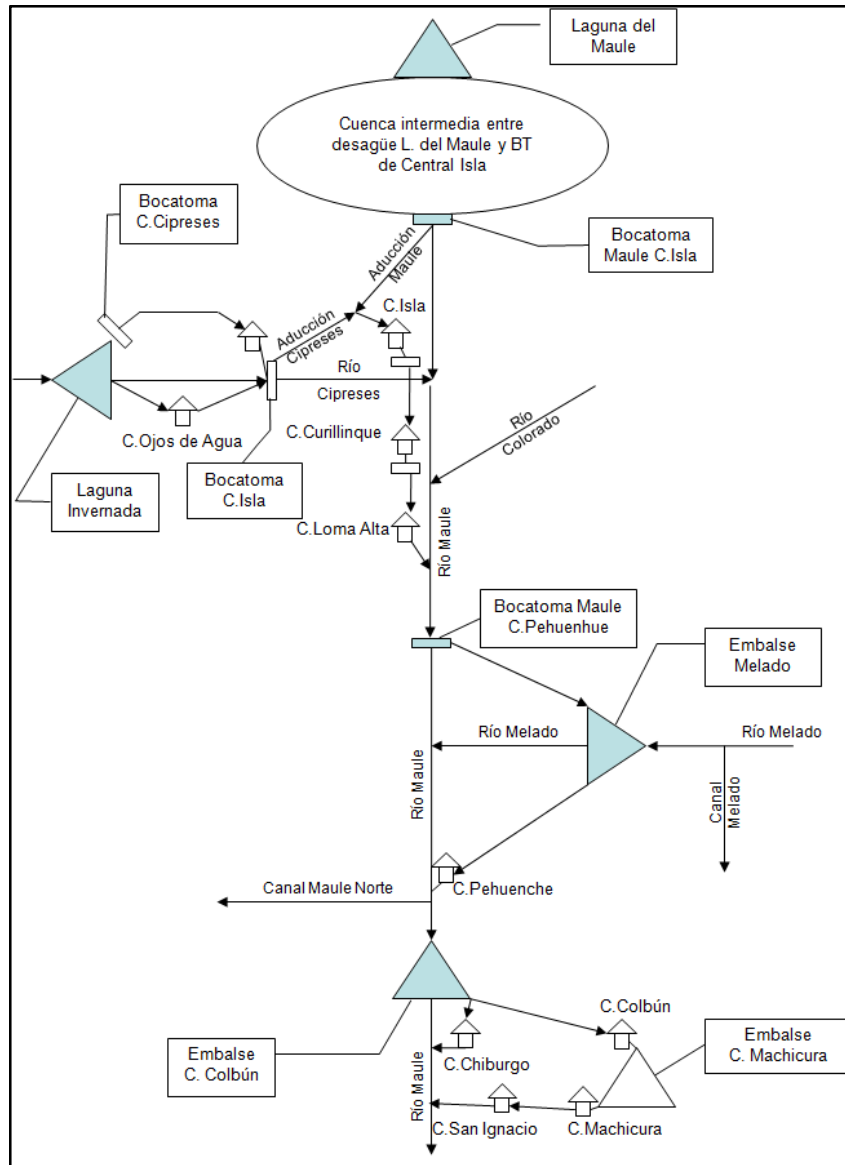 Laguna del
Maule
Cuenca intermedia entre
desagüe L. del Maule y BT
de Central Isla
Bocatoma
C.Cipreses
Bocatoma
Maule C.Isla
Aducción
Maule
C.Isla
Aducción
Cipreses
Río
Cipreses
C.Ojos de Agua
C.Curillinque
Río
Colorado
Laguna
Invernada
Bocatoma
C.Isla
C.Loma Alta
Río Maule
Bocatoma Maule
C.Pehuenhue
Embalse
Melado
Río Melado
Río Melado
Río Maule
Canal
Melado
Canal Maule Norte
C.Pehuenche
C.Colbún
Embalse
C. Machicura
Embalse
C. Colbún
C.Chiburgo
Río Maule
C.San Ignacio
C.Machicura